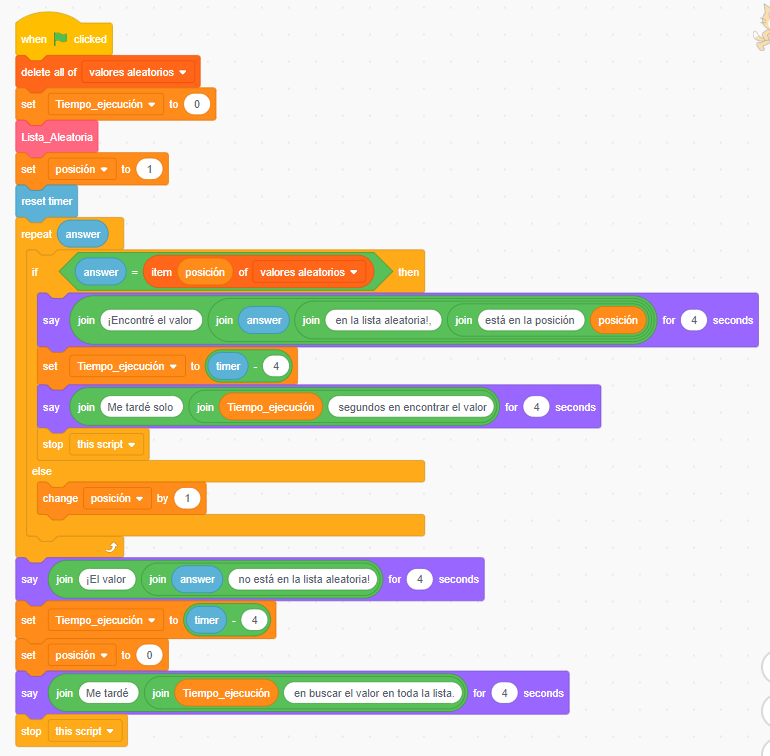 when clicked
delete all of valores aleatorios
set Tiempo_ejecución to 0
Lista_Aleatoria
set posición to 1
reset timer
repeat answer
if answer = item posición of valores aleatorios then
say join ¡Encontré el valor join answer join en la lista aleatoria!, join está en la posición posición for 4 seconds
set Tiempo_ejecución to timer - 4
say join Me tardé solo join Tiempo_ejecución segundos en encontrar el valor for 4 seconds
stop this script
else
change posición by 1
say join ¡El valor join answer no está en la lista aleatoria! for 4 seconds
set Tiempo_ejecución to timer - 4
set posición to 0
say join Me tardé join Tiempo_ejecución en buscar el valor en toda la lista. for 4 seconds
stop this script